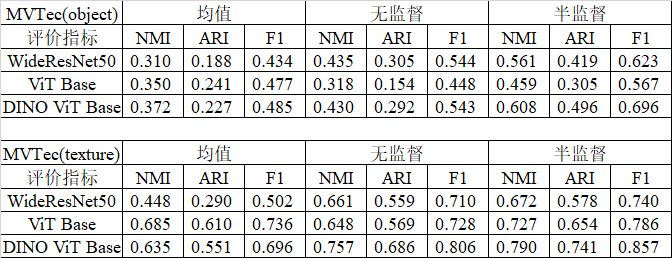 MVTec(object) 均值 无监督 半监督
评价指标 NMI ARI F1 NMI ARI F1 NMI ARI F1
WideResNet50 0.310 0.188 0.434 0.435 0.305 0.544 0.561 0.419 0.623
ViT Base 0.350 0.241 0.477 0.318 0.154 0.448 0.459 0.305 0.567
DINO ViT Base 0.372 0.227 0.485 0.430 0.292 0.543 0.608 0.496 0.696
MVTec(texture) 均值 无监督 半监督
评价指标 NMI ARI F1 NMI ARI F1 NMI ARI F1
WideResNet50 0.448 0.290 0.502 0.661 0.559 0.710 0.672 0.578 0.740
ViT Base 0.685 0.610 0.736 0.648 0.569 0.728 0.727 0.654 0.786
DINO ViT Base 0.635 0.551 0.696 0.757 0.686 0.806 0.790 0.741 0.857